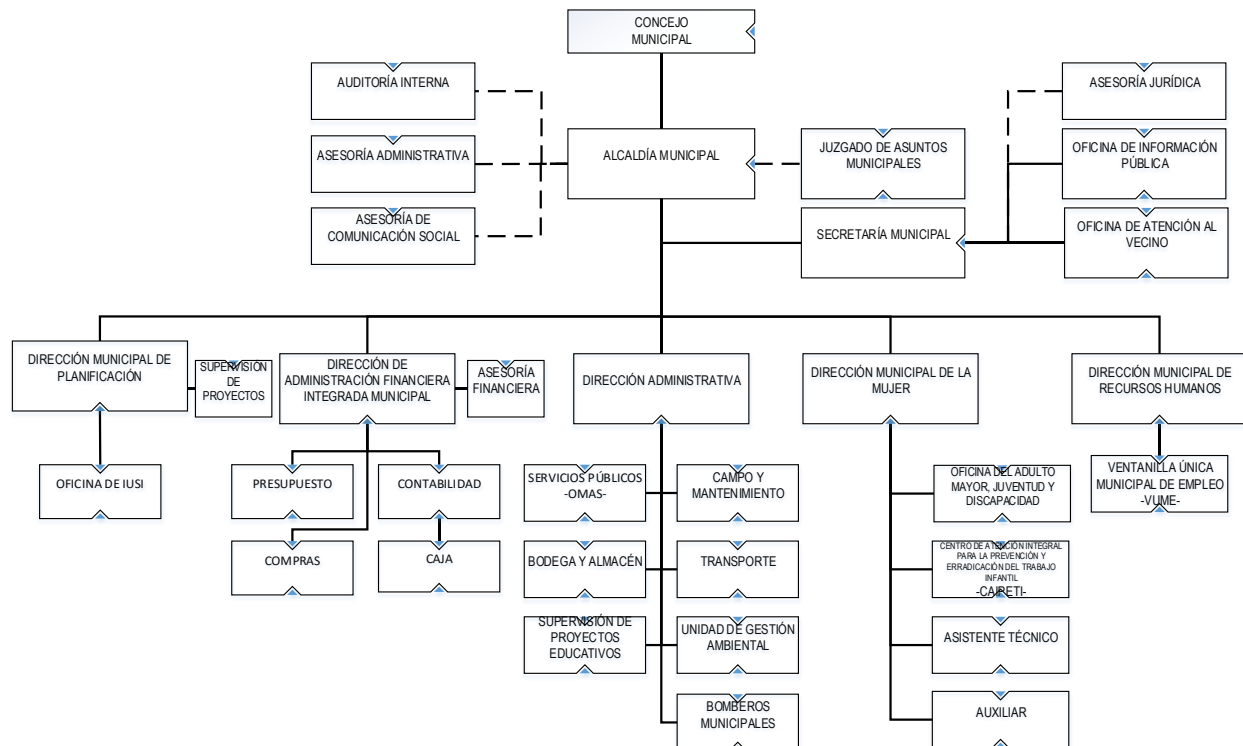 CONCEJO
MUNICIPAL
AUDITORÍA INTERNA
ASESORÍA JURÍDICA
ASESORÍA ADMINISTRATIVA
ALCALDÍA MUNICIPAL
JUZGADO DE ASUNTOS
MUNICIPALES
OFICINA DE INFORMACIÓN
PÚBLICA
ASESORÍA DE
COMUNICACIÓN SOCIAL
SECRETARÍA MUNICIPAL
OFICINA DE ATENCIÓN AL
VECINO
DIRECCIÓN MUNICIPAL DE
PLANIFICACIÓN
SUPERVISIÓN
DE
PROYECTOS
DIRECCIÓN DE
ADMINISTRACIÓN FINANCIERA
INTEGRADA MUNICIPAL
ASESORÍA
FINANCIERA
DIRECCIÓN ADMINISTRATIVA
DIRECCIÓN MUNICIPAL DE LA
MUJER
DIRECCIÓN MUNICIPAL DE
RECURSOS HUMANOS
OFICINA DE IUSI
PRESUPUESTO
CONTABILIDAD
SERVICIOS PÚBLICOS
-OMAS-
CAMPO Y
MANTENIMIENTO
OFICINA DEL ADULTO
MAYOR, JUVENTUD Y
DISCAPACIDAD
VENTANILLA ÚNICA
MUNICIPAL DE EMPLEO
-VUME-
COMPRAS
CAJA
BODEGA Y ALMACÉN
TRANSPORTE
CENTRO DE ATENCIÓN INTEGRAL
PARA LA PREVENCIÓN Y
ERRADICACIÓN DEL TRABAJO
INFANTIL
-CAIPETI-
SUPERVISIÓN DE
PROYECTOS
EDUCATIVOS
UNIDAD DE GESTIÓN
AMBIENTAL
ASISTENTE TÉCNICO
BOMBEROS
MUNICIPALES
AUXILIAR